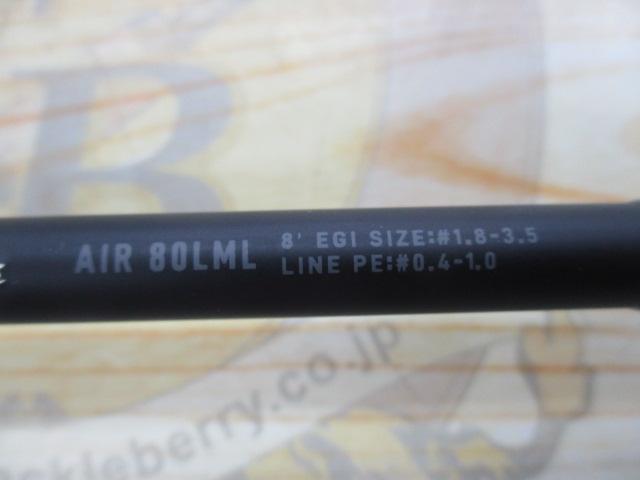 AIR 80LML
8' EGI SIZE:#1.8-3.5
LINE PE:#0.4-1.0
ckleberry.co.jp
B